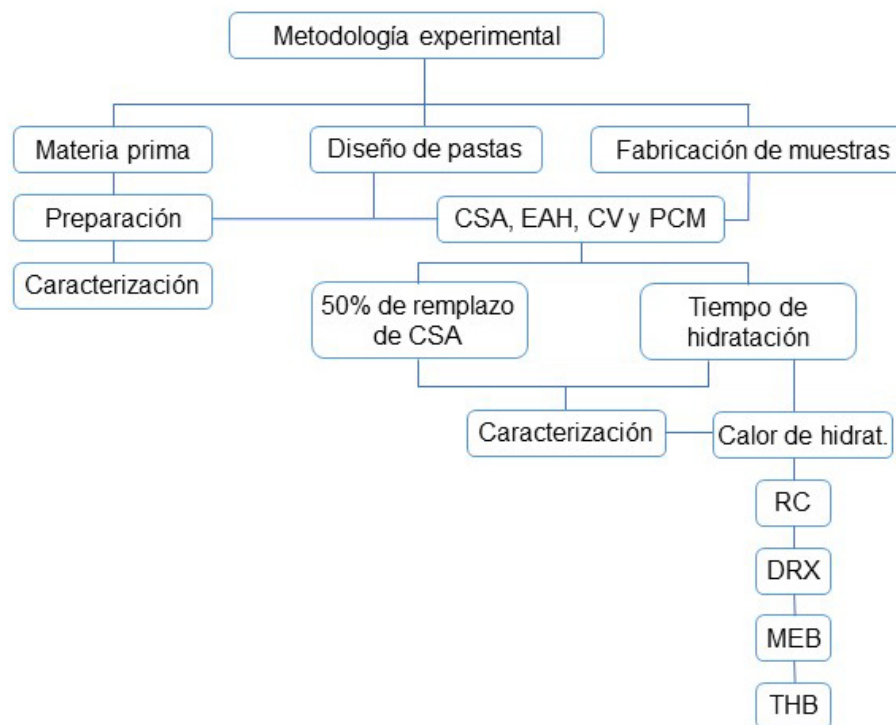 Metodología experimental
Materia prima
Diseño de pastas
Fabricación de muestras
Preparación
CSA, EAH, CV y PCM
Caracterización
50% de remplazo
de CSA
Tiempo de
hidratación
Caracterización
Calor de hidrat.
RC
DRX
MEB
THB